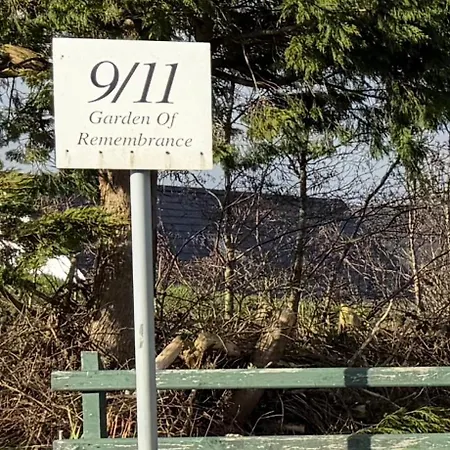 9/11
Garden Of
Remembrance